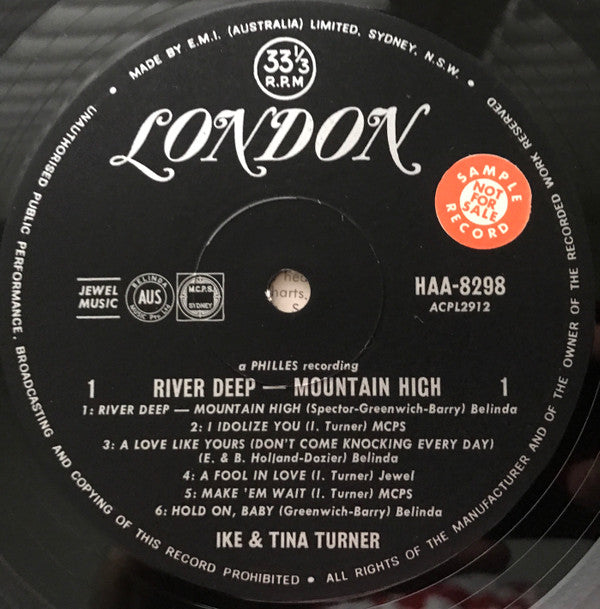 • MADE BY E.M.I. (AUSTRALIA) LIMITED, SYDNEY, N.S.W. •
33⅓
R.P.M
LONDON
SAMPLE
NOT
FOR
SALE
RECORD
JEWEL
MUSIC
BELINDA
AUS
MUSIC Pty Ltd
M.C.P.S.
SYDNEY
HAA-8298
ACPL2912
a PHILLES recording
1 RIVER DEEP — MOUNTAIN HIGH 1
1: RIVER DEEP — MOUNTAIN HIGH (Spector-Greenwich-Barry) Belinda
2: I IDOLIZE YOU (I. Turner) MCPS
3: A LOVE LIKE YOURS (DON'T COME KNOCKING EVERY DAY)
(E. & B. Holland-Dozier) Belinda
4: A FOOL IN LOVE (I. Turner) Jewel
5: MAKE 'EM WAIT (I. Turner) MCPS
6: HOLD ON, BABY (Greenwich-Barry) Belinda
IKE & TINA TURNER
UNAUTHORISED PUBLIC PERFORMANCE, BROADCASTING AND COPYING OF THIS RECORD PROHIBITED • ALL RIGHTS OF THE MANUFACTURER AND OF THE OWNER OF THE RECORDED WORK RESERVED
harts.